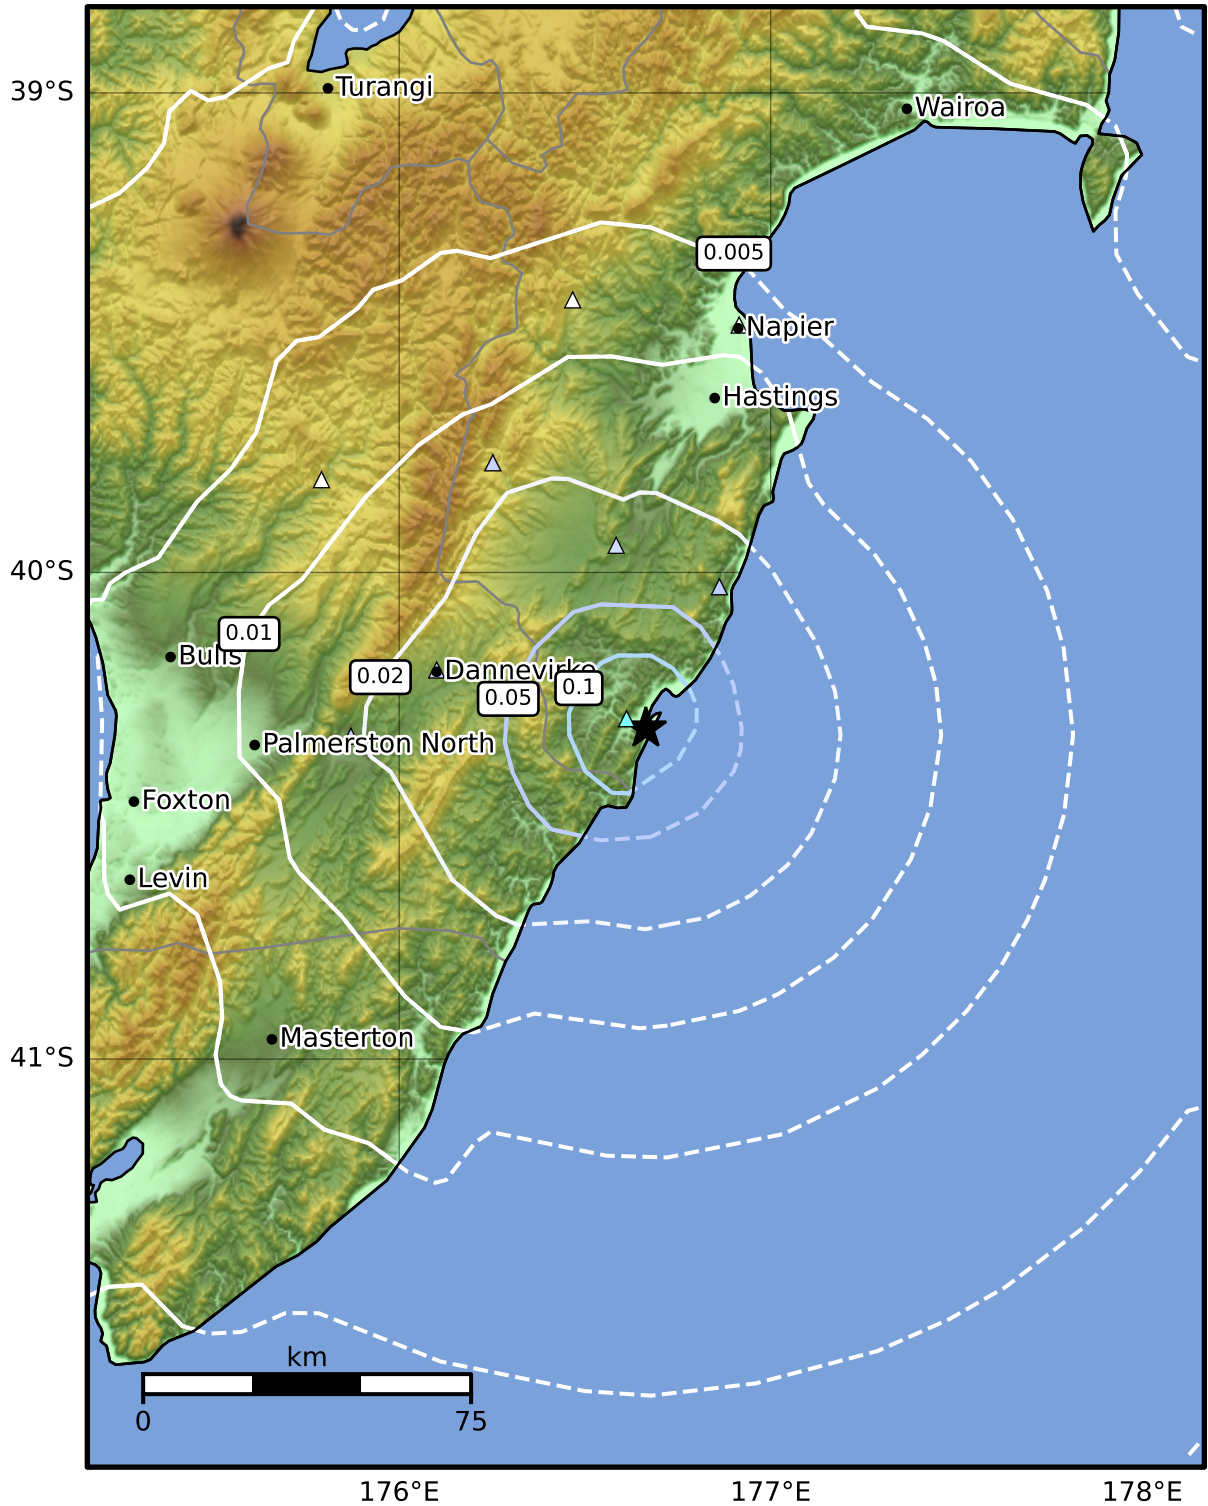 39°S
Turangi
Wairoa
0.005
Napier
Hastings
40°S
0.01
Bulls
0.02
Dannevirke
0.05
0.1
Palmerston North
Foxton
Levin
Masterton
41°S
km
0
75
176°E
177°E
178°E